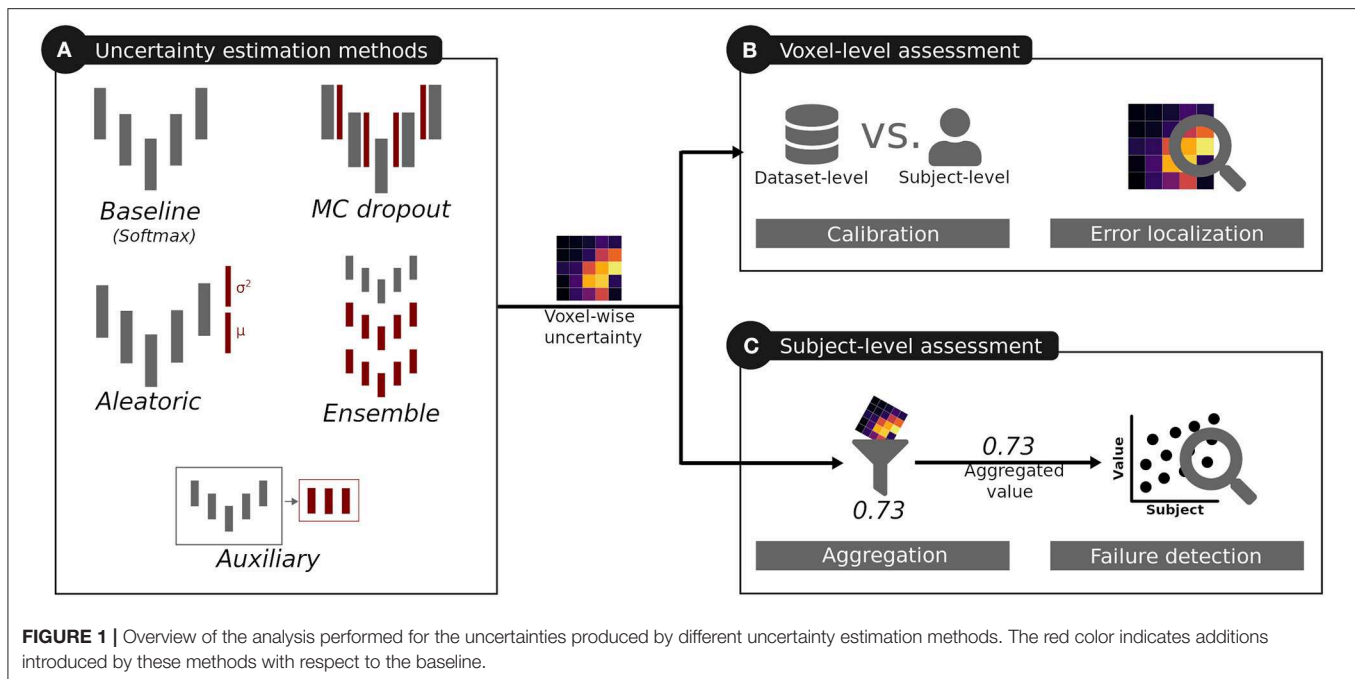 A Uncertainty estimation methods
Baseline
(Softmax)
MC dropout
σ²
μ
Aleatoric
Ensemble
Auxiliary
Voxel-wise
uncertainty
B Voxel-level assessment
vs.
Dataset-level
Subject-level
Calibration
Error localization
C Subject-level assessment
0.73
Aggregation
0.73
Aggregated
value
Value
Subject
Failure detection
FIGURE 1 | Overview of the analysis performed for the uncertainties produced by different uncertainty estimation methods. The red color indicates additions
introduced by these methods with respect to the baseline.